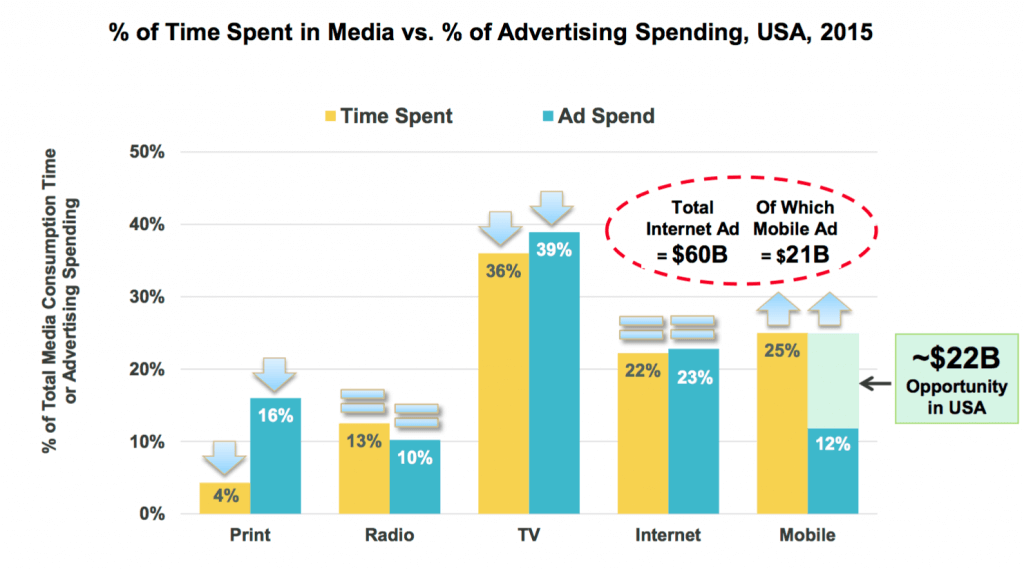 % of Time Spent in Media vs. % of Advertising Spending, USA, 2015
Time Spent
Ad Spend
% of Total Media Consumption Time
or Advertising Spending
50%
40%
30%
20%
10%
0%
Total
Internet Ad
= $60B
Of Which
Mobile Ad
= $21B
4%
16%
13%
10%
36%
39%
22%
23%
25%
12%
~$22B
Opportunity
in USA
Print
Radio
TV
Internet
Mobile